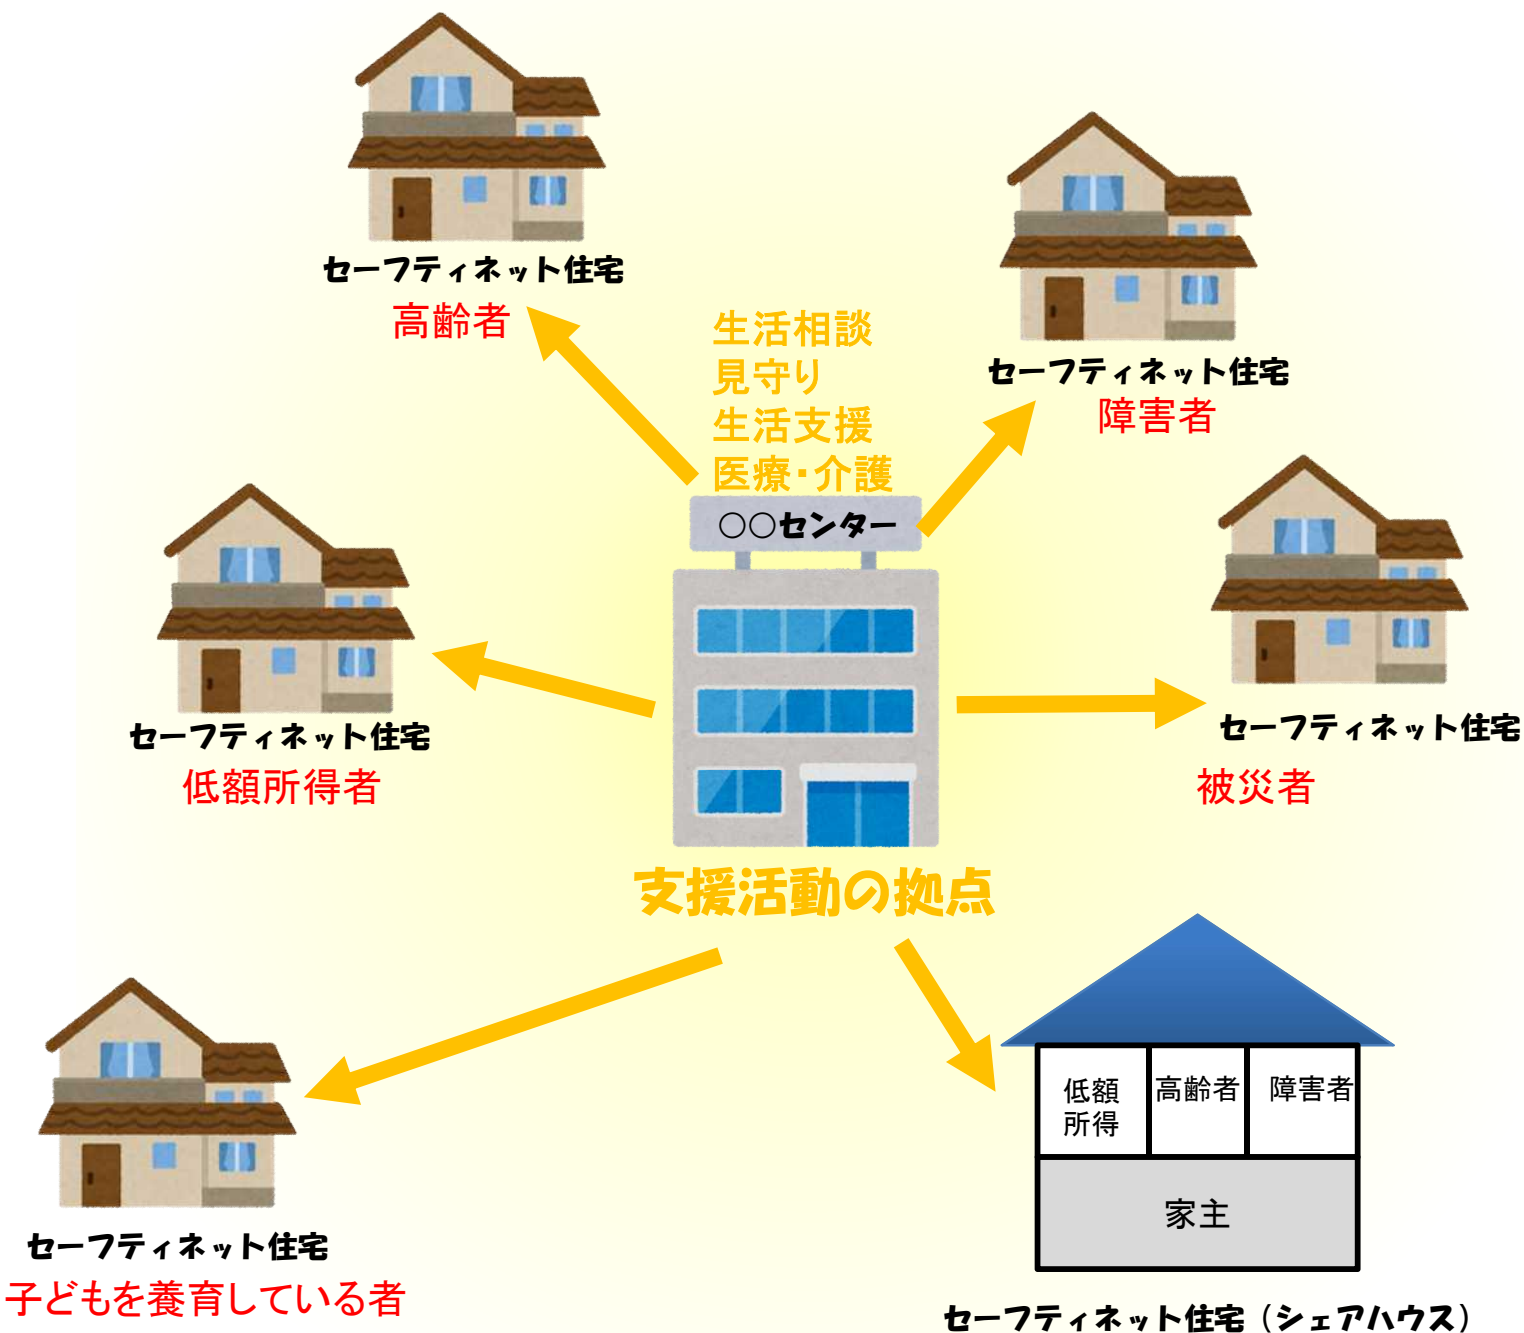 セーフティネット住宅
高齢者
生活相談
見守り
生活支援
医療・介護
セーフティネット住宅
障害者
○○センター
セーフティネット住宅
低額所得者
セーフティネット住宅
被災者
支援活動の拠点
セーフティネット住宅
子どもを養育している者
低額
所得
高齢者
障害者
家主
セーフティネット住宅（シェアハウス）